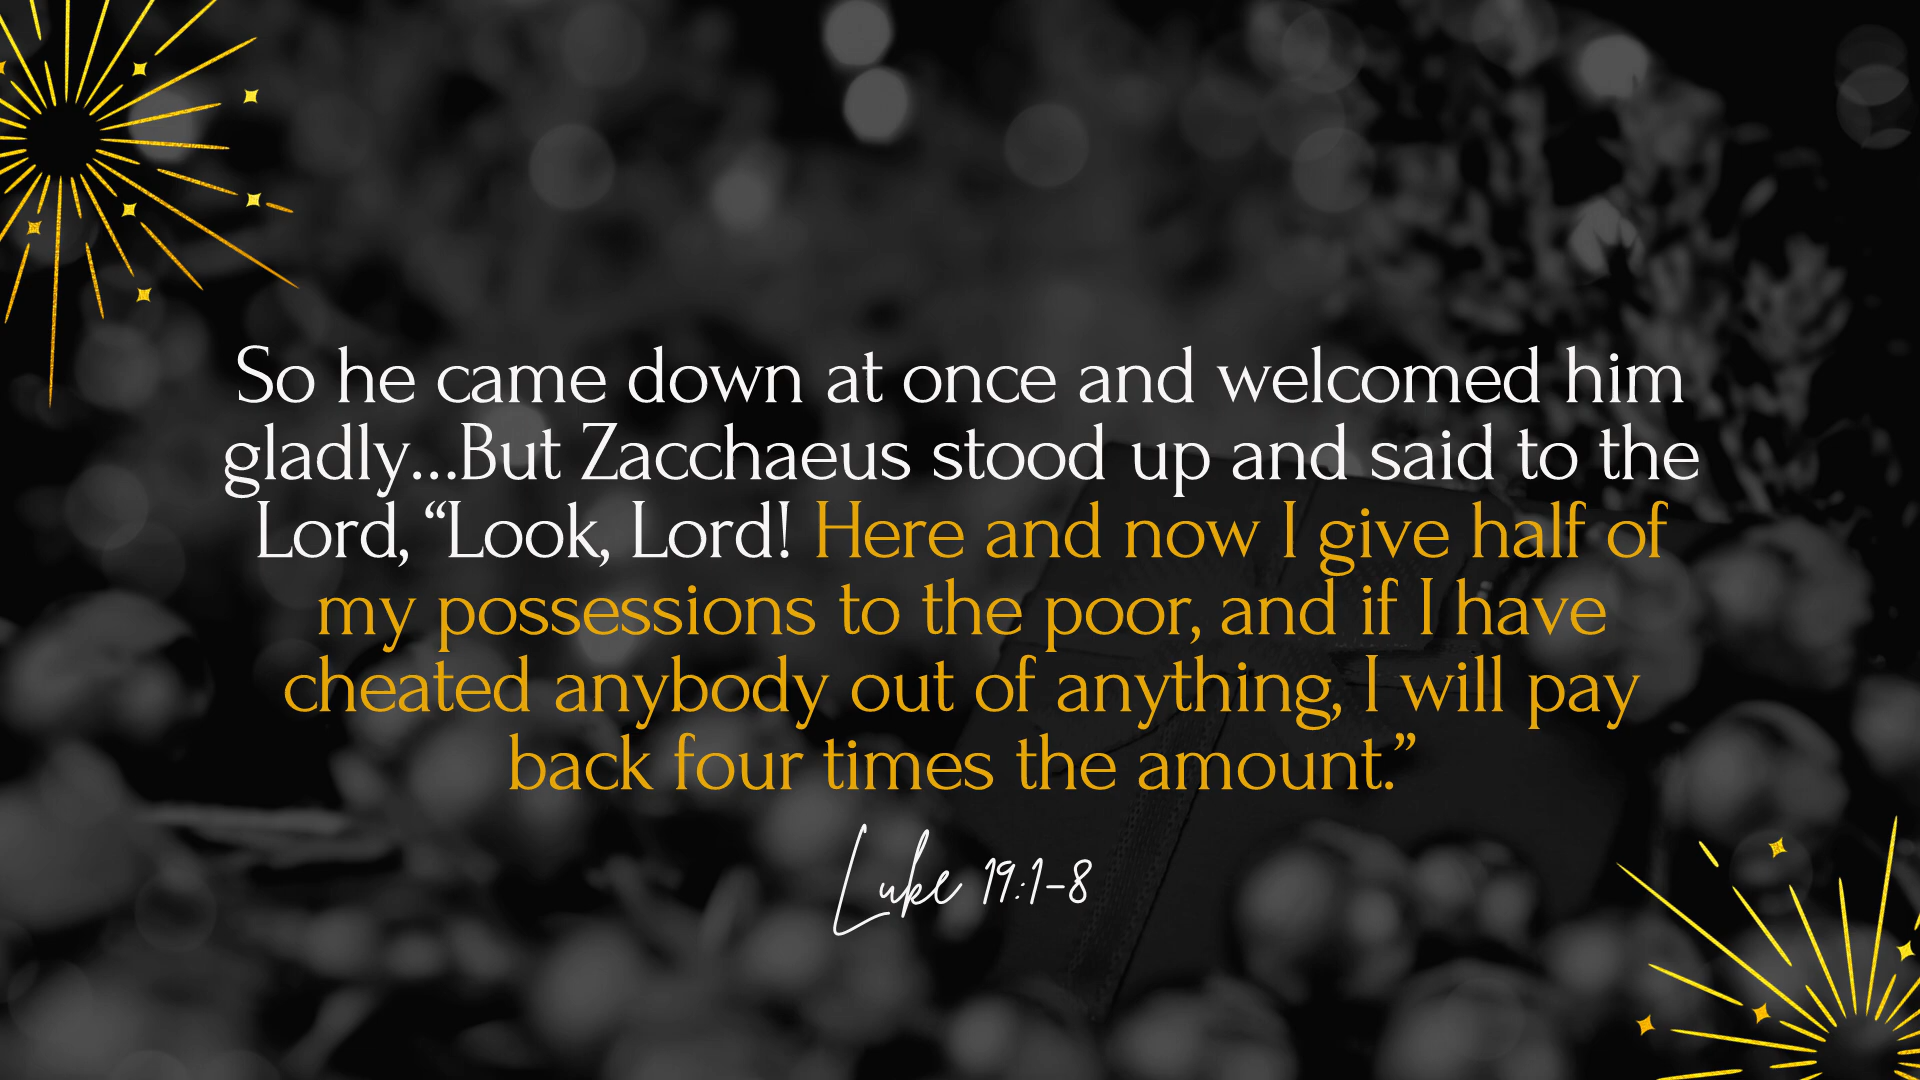 So he came down at once and welcomed him
gladly...But Zacchaeus stood up and said to the
Lord, “Look, Lord! Here and now I give half of
my possessions to the poor, and if I have
cheated anybody out of anything, I will pay
back four times the amount.”
Luke 19:1-8